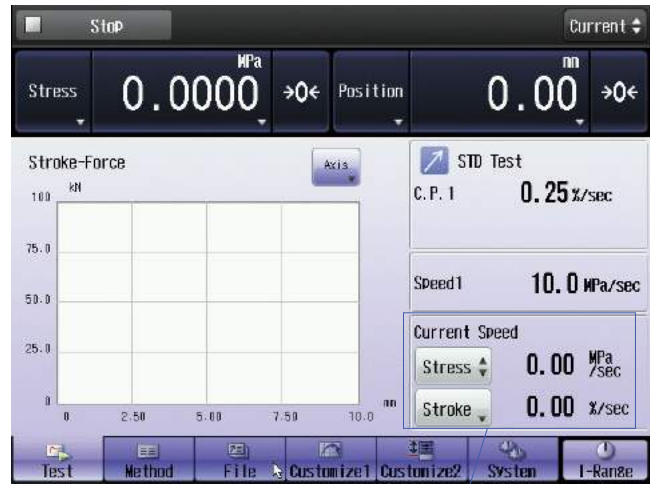 Stop
Current
Stress
0.0000
MPa
→0←
Position
0.00
mm
→0←
Stroke-Force
Axis
kN
100
75.0
50.0
25.0
0
0
2.50
5.00
7.50
10.0
mm
STD Test
C.P.1 0.25 %/sec
Speed1 10.0 MPa/sec
Current Speed
Stress 0.00 MPa/sec
Stroke 0.00 %/sec
Test Method File Customize1 Customize2 System I-Range